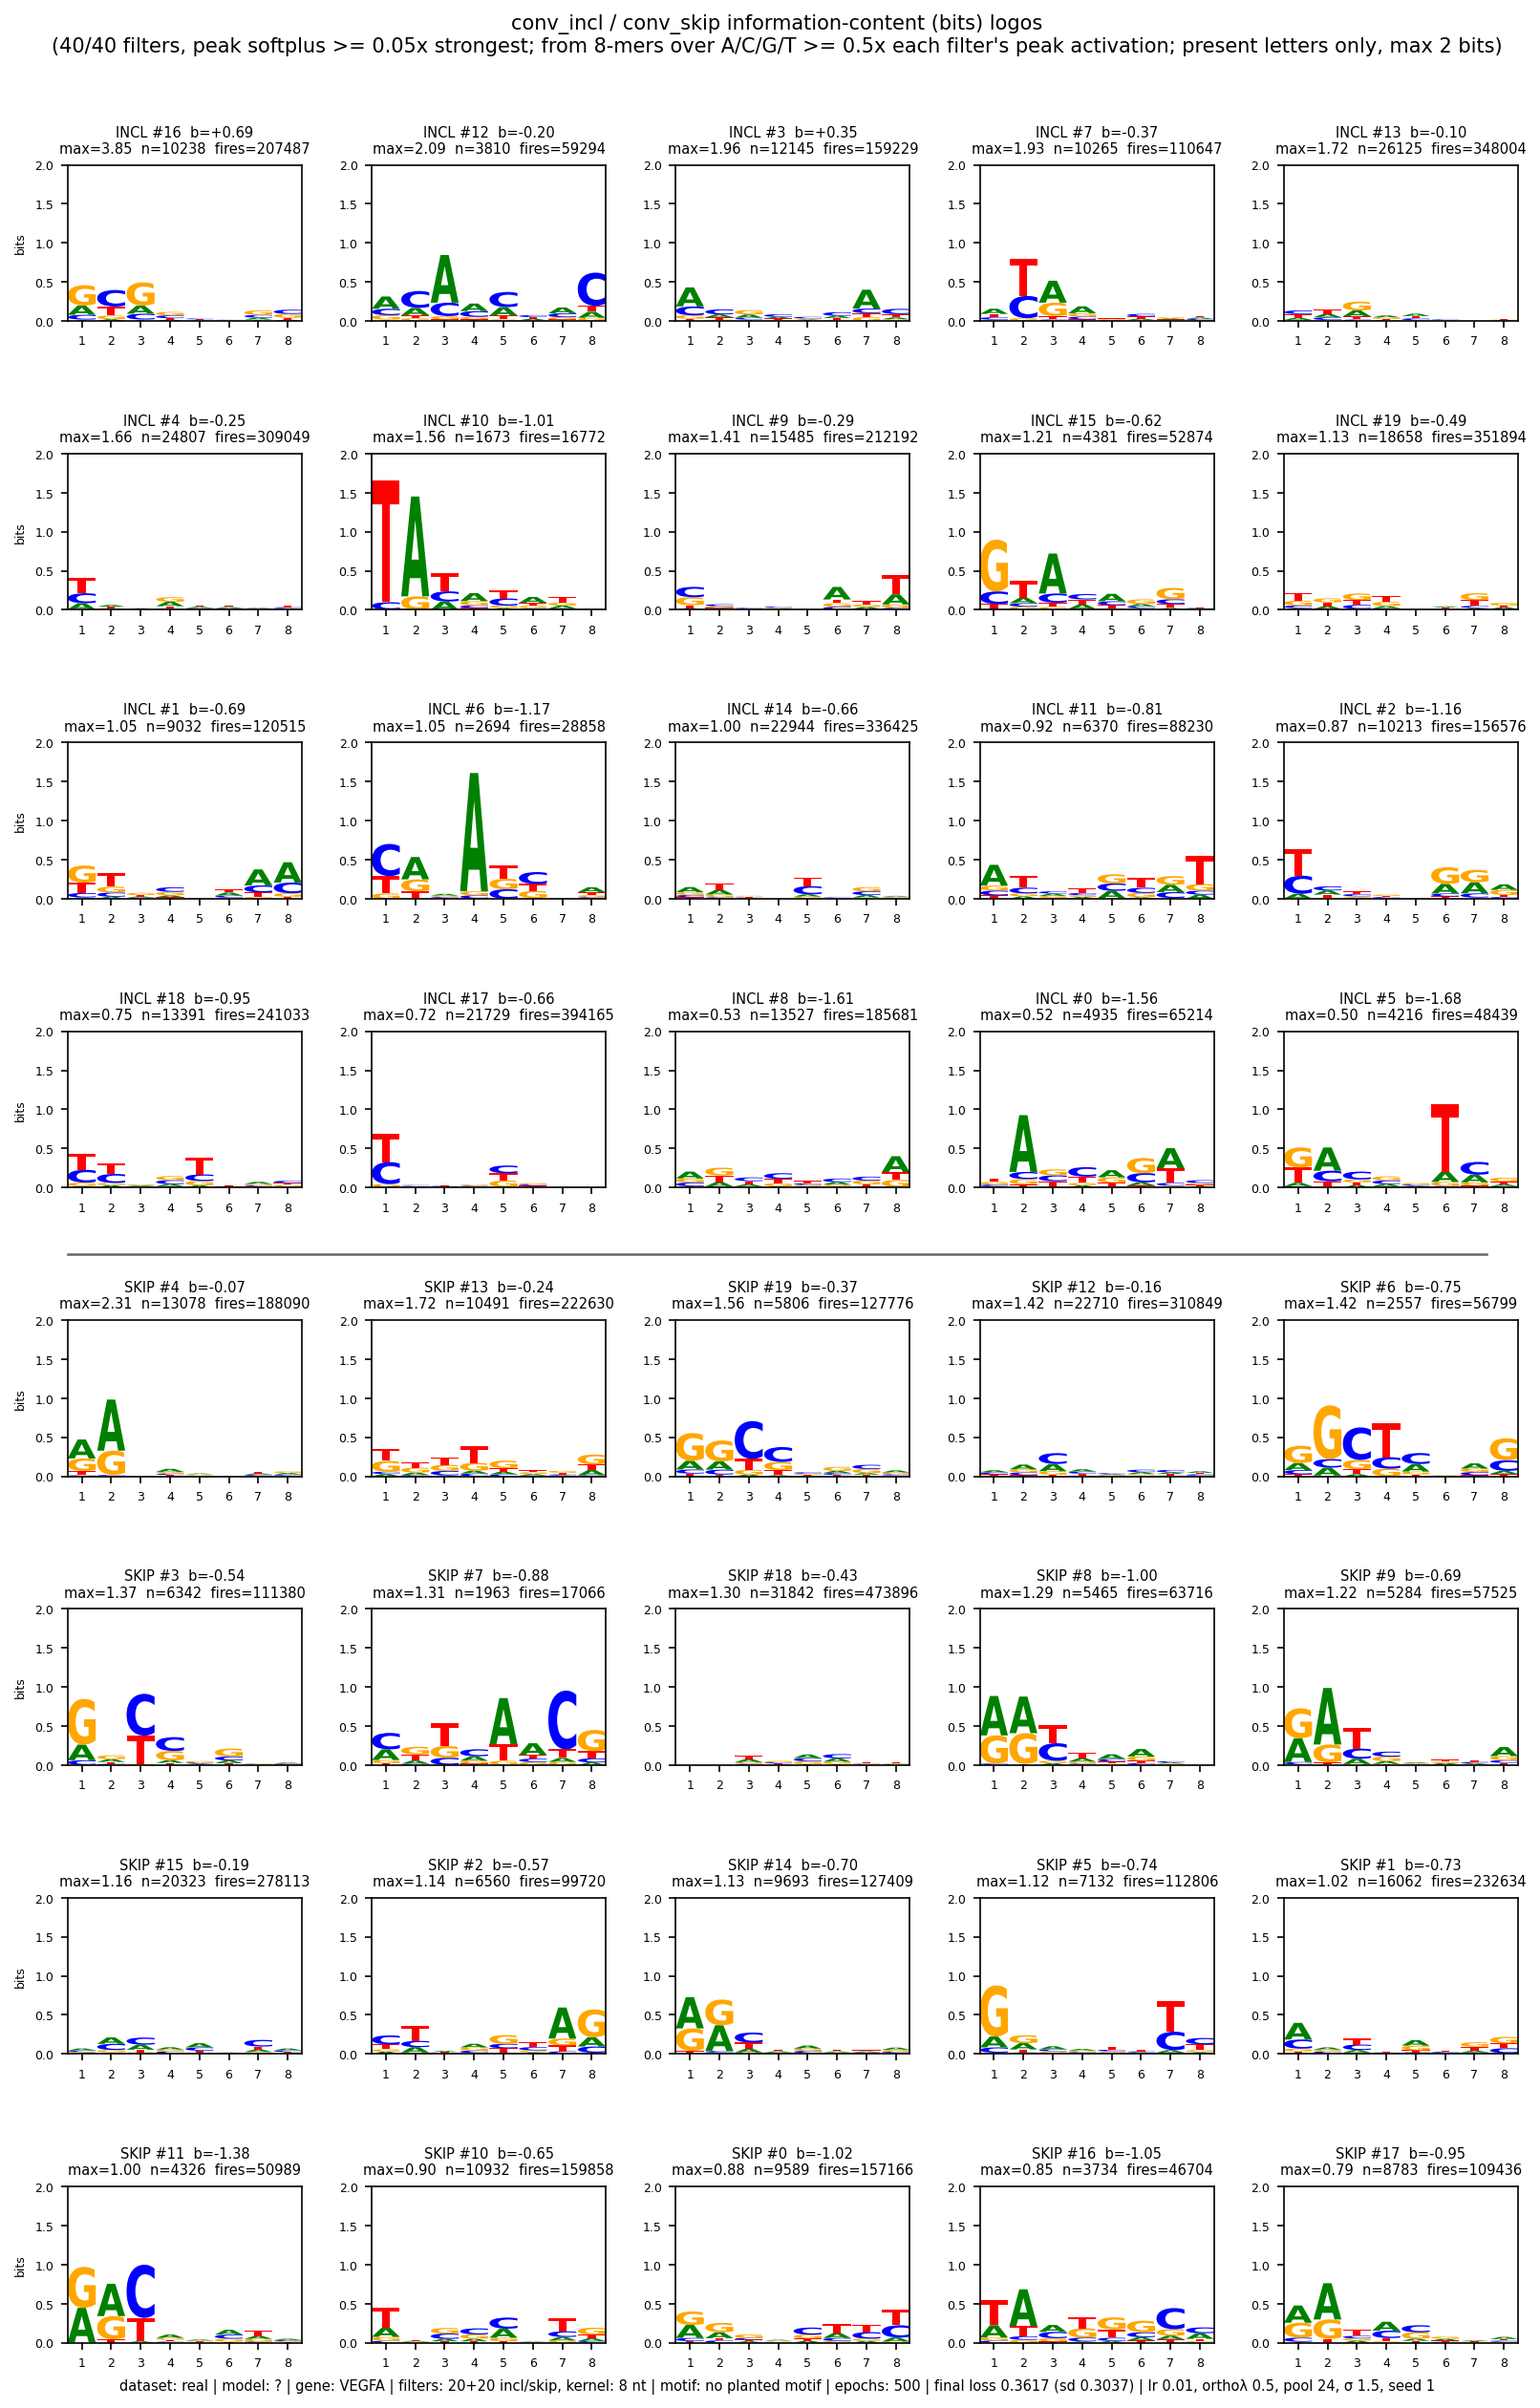 conv_incl / conv_skip information-content (bits) logos
(40/40 filters, peak softplus >= 0.05x strongest; from 8-mers over A/C/G/T >= 0.5x each filter's peak activation; present letters only, max 2 bits)
INCL #16 b=+0.69
max=3.85 n=10238 fires=207487
INCL #12 b=-0.20
max=2.09 n=3810 fires=59294
INCL #3 b=+0.35
max=1.96 n=12145 fires=159229
INCL #7 b=-0.37
max=1.93 n=10265 fires=110647
INCL #13 b=-0.10
max=1.72 n=26125 fires=348004
INCL #4 b=-0.25
max=1.66 n=24807 fires=309049
INCL #10 b=-1.01
max=1.56 n=1673 fires=16772
INCL #9 b=-0.29
max=1.41 n=15485 fires=212192
INCL #15 b=-0.62
max=1.21 n=4381 fires=52874
INCL #19 b=-0.49
max=1.13 n=18658 fires=351894
INCL #1 b=-0.69
max=1.05 n=9032 fires=120515
INCL #6 b=-1.17
max=1.05 n=2694 fires=28858
INCL #14 b=-0.66
max=1.00 n=22944 fires=336425
INCL #11 b=-0.81
max=0.92 n=6370 fires=88230
INCL #2 b=-1.16
max=0.87 n=10213 fires=156576
INCL #18 b=-0.95
max=0.75 n=13391 fires=241033
INCL #17 b=-0.66
max=0.72 n=21729 fires=394165
INCL #8 b=-1.61
max=0.53 n=13527 fires=185681
INCL #0 b=-1.56
max=0.52 n=4935 fires=65214
INCL #5 b=-1.68
max=0.50 n=4216 fires=48439
SKIP #4 b=-0.07
max=2.31 n=13078 fires=188090
SKIP #13 b=-0.24
max=1.72 n=10491 fires=222630
SKIP #19 b=-0.37
max=1.56 n=5806 fires=127776
SKIP #12 b=-0.16
max=1.42 n=22710 fires=310849
SKIP #6 b=-0.75
max=1.42 n=2557 fires=56799
SKIP #3 b=-0.54
max=1.37 n=6342 fires=111380
SKIP #7 b=-0.88
max=1.31 n=1963 fires=17066
SKIP #18 b=-0.43
max=1.30 n=31842 fires=473896
SKIP #8 b=-1.00
max=1.29 n=5465 fires=63716
SKIP #9 b=-0.69
max=1.22 n=5284 fires=57525
SKIP #15 b=-0.19
max=1.16 n=20323 fires=278113
SKIP #2 b=-0.57
max=1.14 n=6560 fires=99720
SKIP #14 b=-0.70
max=1.13 n=9693 fires=127409
SKIP #5 b=-0.74
max=1.12 n=7132 fires=112806
SKIP #1 b=-0.73
max=1.02 n=16062 fires=232634
SKIP #11 b=-1.38
max=1.00 n=4326 fires=50989
SKIP #10 b=-0.65
max=0.90 n=10932 fires=159858
SKIP #0 b=-1.02
max=0.88 n=9589 fires=157166
SKIP #16 b=-1.05
max=0.85 n=3734 fires=46704
SKIP #17 b=-0.95
max=0.79 n=8783 fires=109436
dataset: real | model: ? | gene: VEGFA | filters: 20+20 incl/skip, kernel: 8 nt | motif: no planted motif | epochs: 500 | final loss 0.3617 (sd 0.3037) | lr 0.01, orthoλ 0.5, pool 24, σ 1.5, seed 1